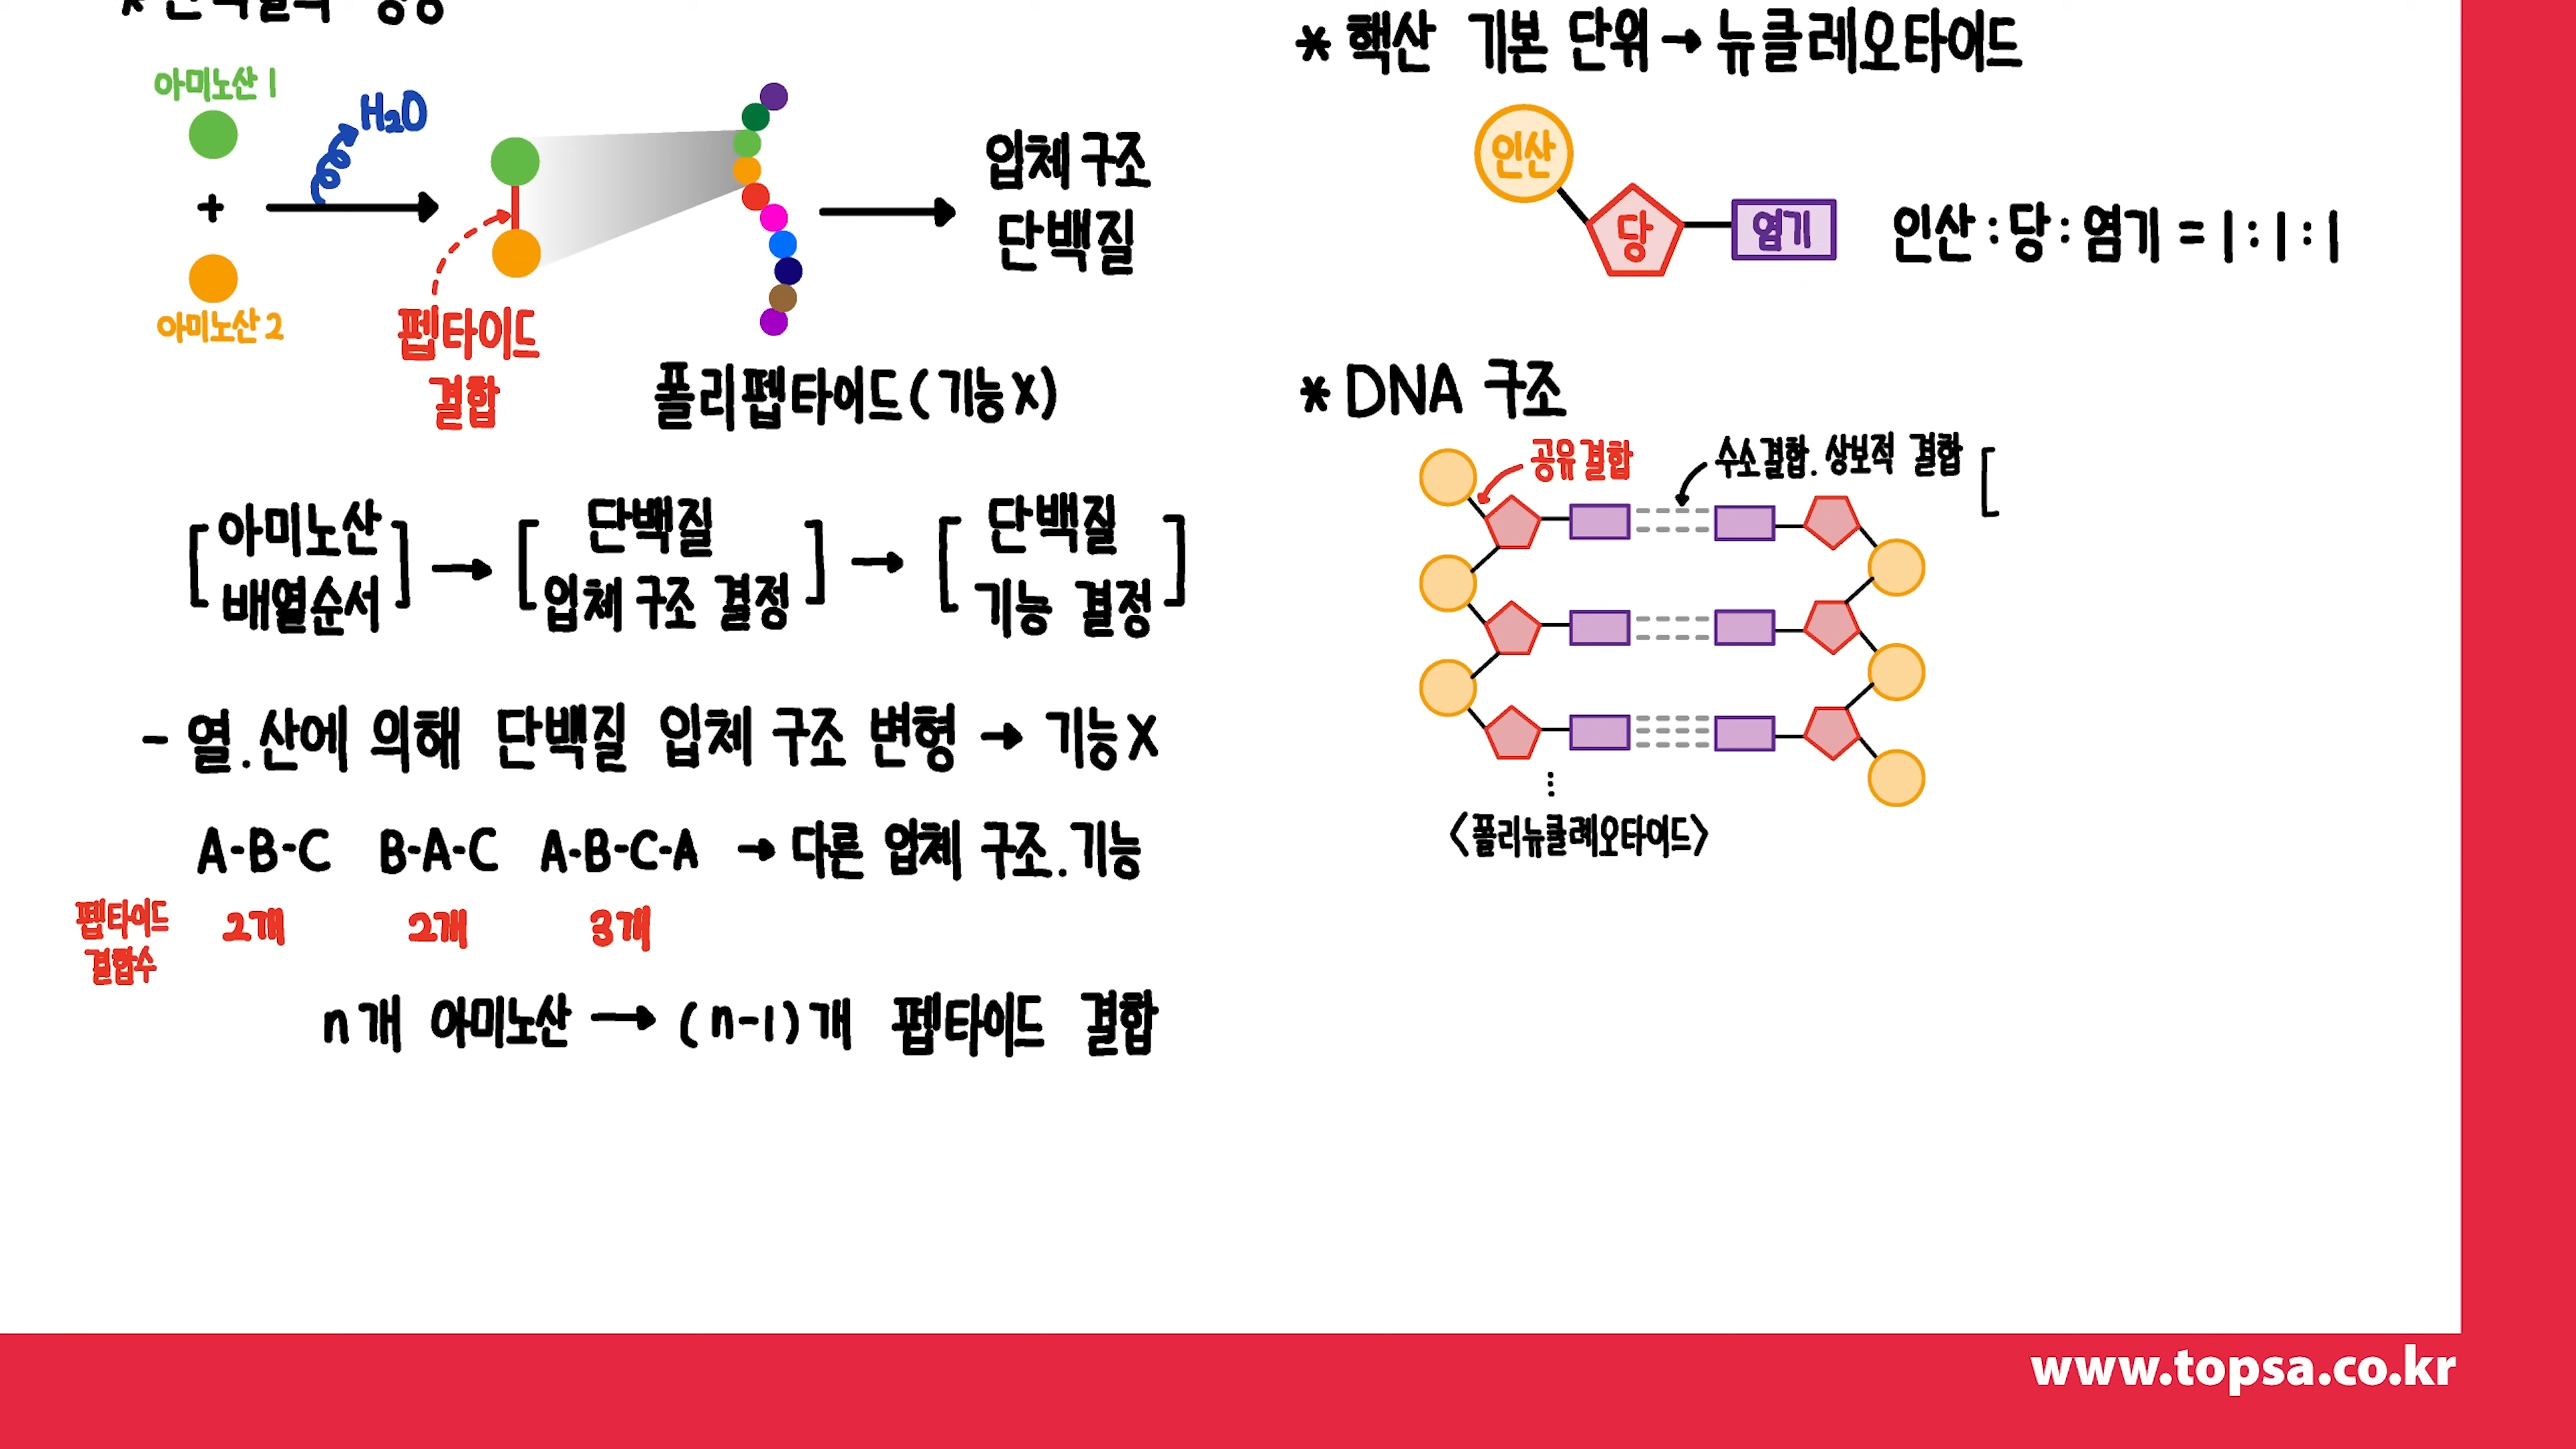 아미노산 1
H₂O
+
아미노산 2
펩타이드
결합
폴리펩타이드(기능X)
입체 구조
단백질
[아미노산 배열순서] → [단백질 입체 구조 결정] → [단백질 기능 결정]
- 열.산에 의해 단백질 입체 구조 변형 → 기능X
A-B-C B-A-C A-B-C-A → 다른 입체 구조.기능
펩타이드
결합수
2개 2개 3개
n개 아미노산 → (n-1)개 펩타이드 결합
* 핵산 기본 단위 → 뉴클레오타이드
인산
당
염기
인산:당:염기 = 1:1:1
* DNA 구조
공유결합
수소결합. 상보적 결합 [
⋮
<폴리뉴클레오타이드>
www.topsa.co.kr